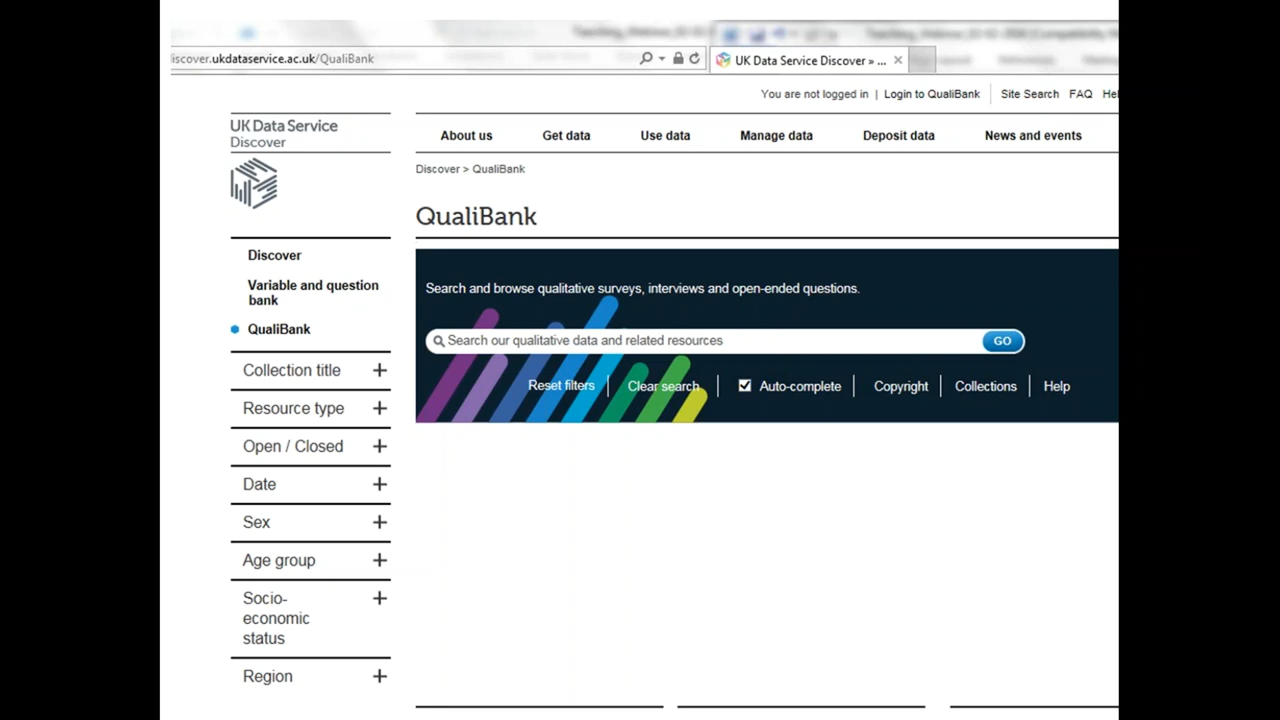 iscover.ukdataservice.ac.uk/QualiBank
UK Data Service Discover » ...
You are not logged in | Login to QualiBank
Site Search FAQ Hel
UK Data Service
Discover
About us Get data Use data Manage data Deposit data News and events
Discover > QualiBank
QualiBank
Discover
Variable and question
bank
QualiBank
Search and browse qualitative surveys, interviews and open-ended questions.
Search our qualitative data and related resources GO
Reset filters Clear search Auto-complete Copyright Collections Help
Collection title +
Resource type +
Open / Closed +
Date +
Sex +
Age group +
Socio- +
economic
status
Region +